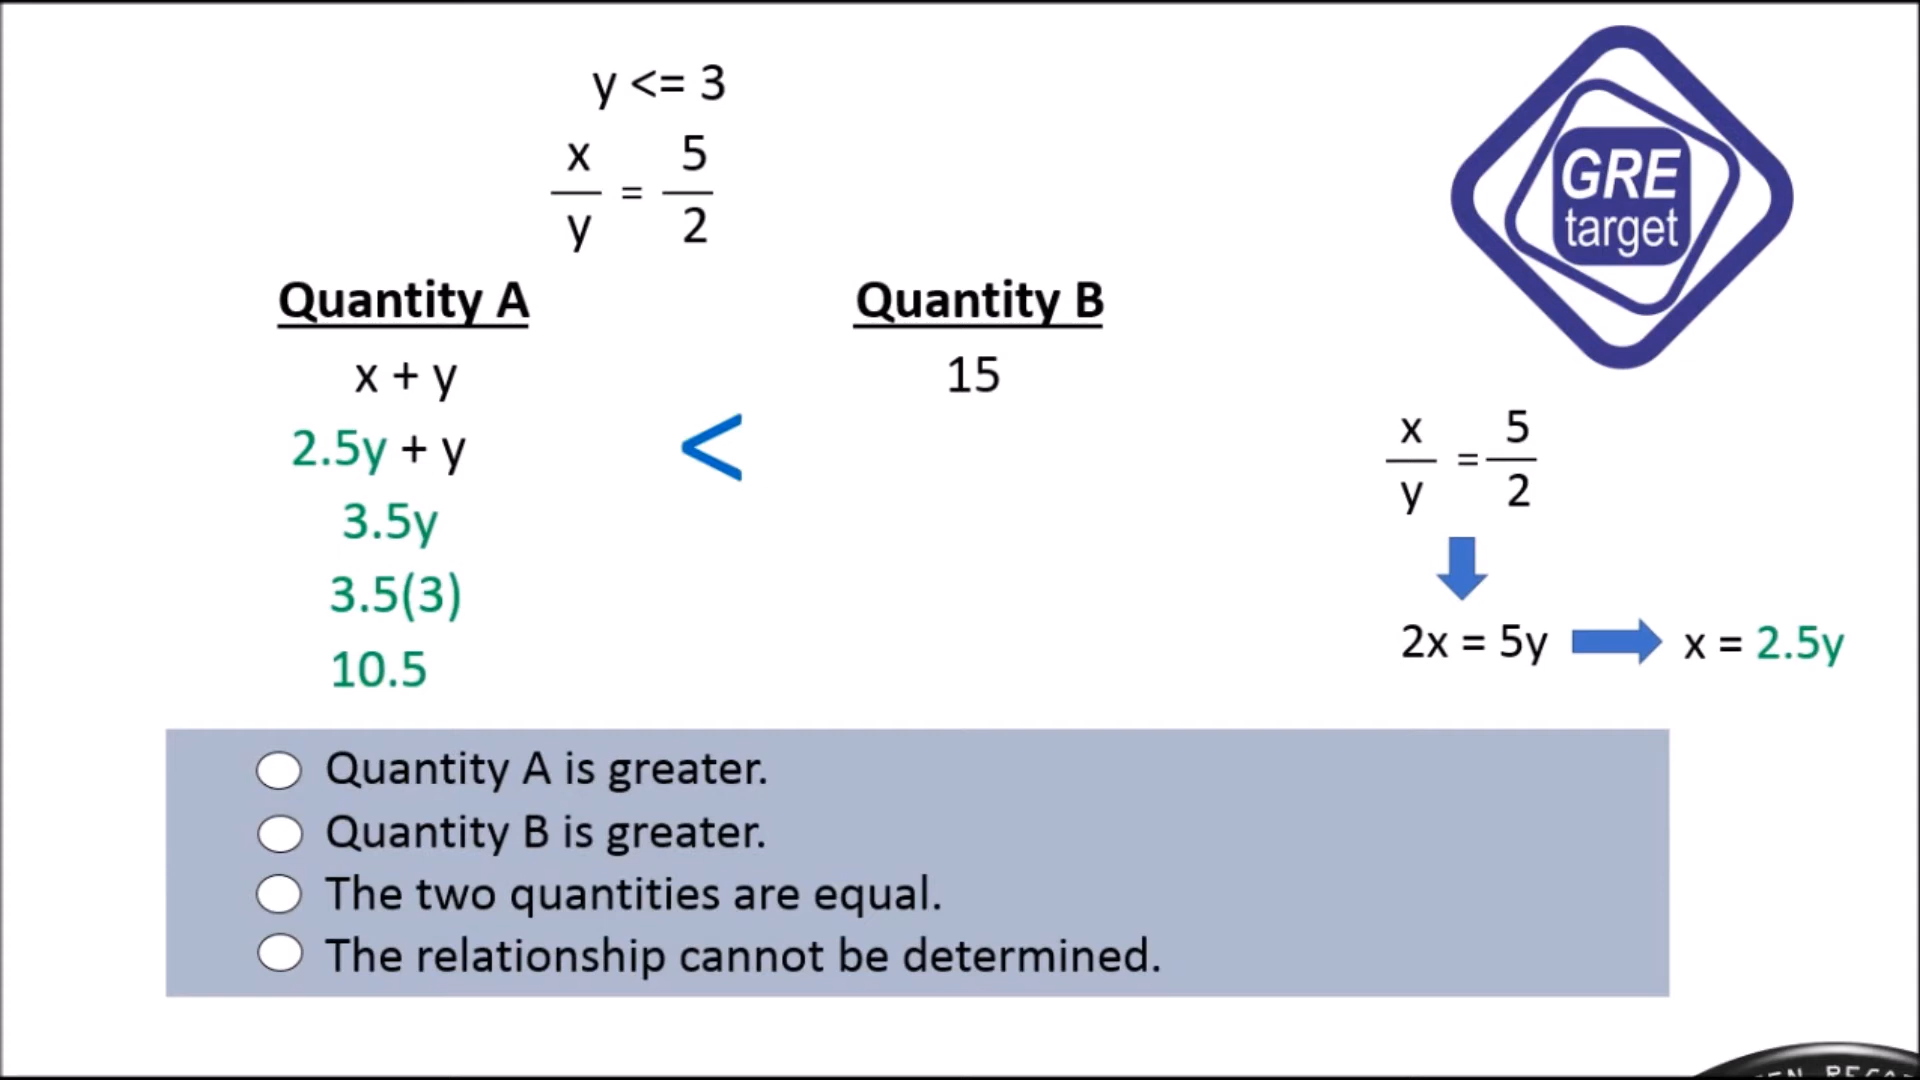 y <= 3
x 5
— = —
y 2
Quantity A Quantity B
x + y 15
2.5y + y <
3.5y
3.5(3)
10.5
GRE
target
x 5
— = —
y 2
2x = 5y x = 2.5y
Quantity A is greater.
Quantity B is greater.
The two quantities are equal.
The relationship cannot be determined.